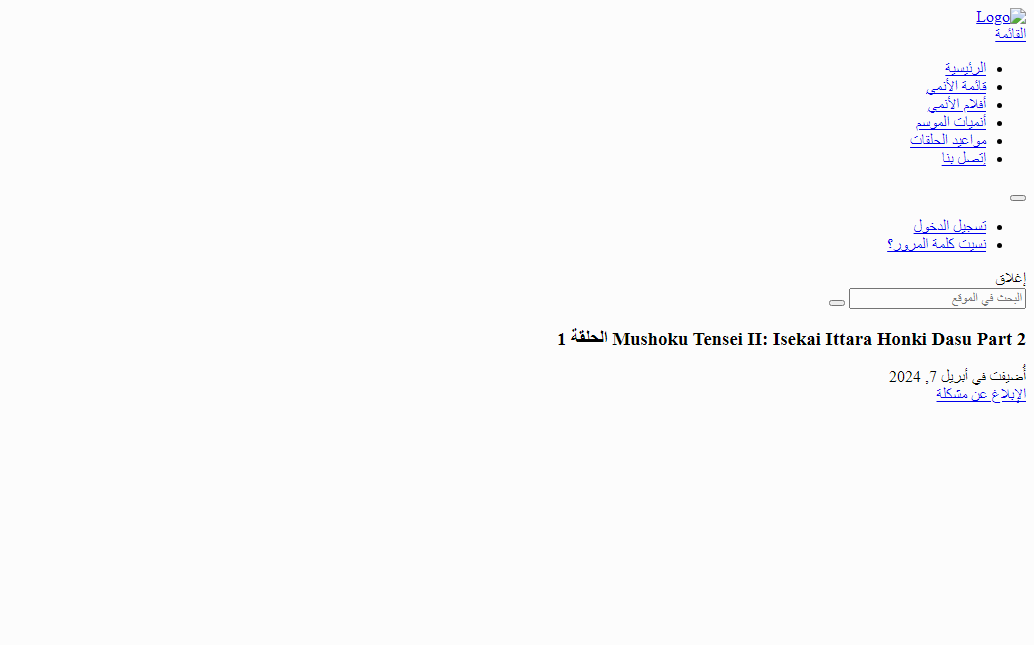 Logo
القائمة
الرئيسية
قائمة الأنمي
أفلام الأنمي
أنميات الموسم
مواعيد الحلقات
إتصل بنا
تسجيل الدخول
نسيت كلمة المرور؟
إغلاق
البحث في الموقع
Mushoku Tensei II: Isekai Ittara Honki Dasu Part 2 الحلقة 1
أُضيفت في أبريل 7, 2024
الإبلاغ عن مشكلة